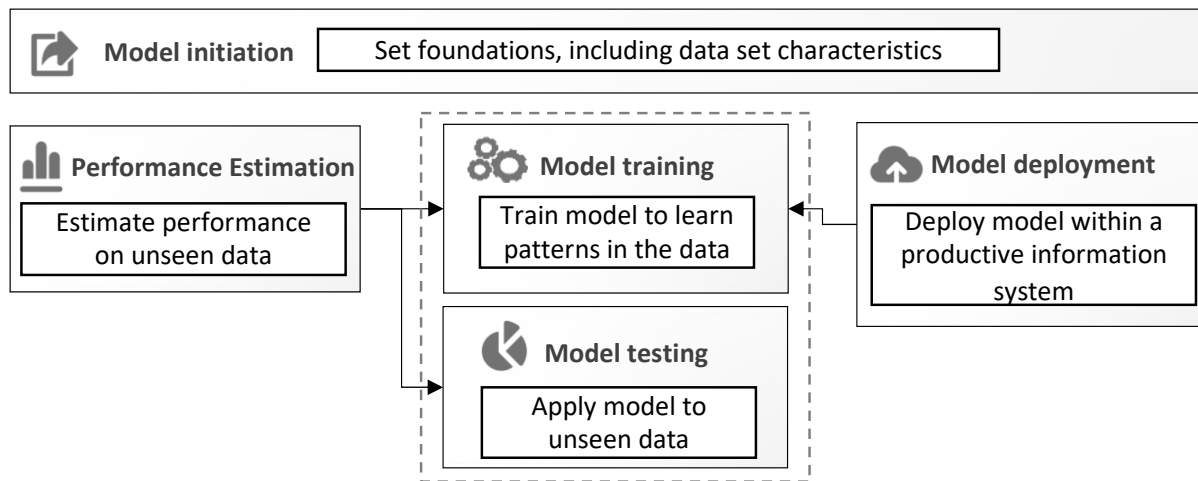 Model initiation
Set foundations, including data set characteristics
Performance Estimation
Estimate performance
on unseen data
Model training
Train model to learn
patterns in the data
Model testing
Apply model to
unseen data
Model deployment
Deploy model within a
productive information
system